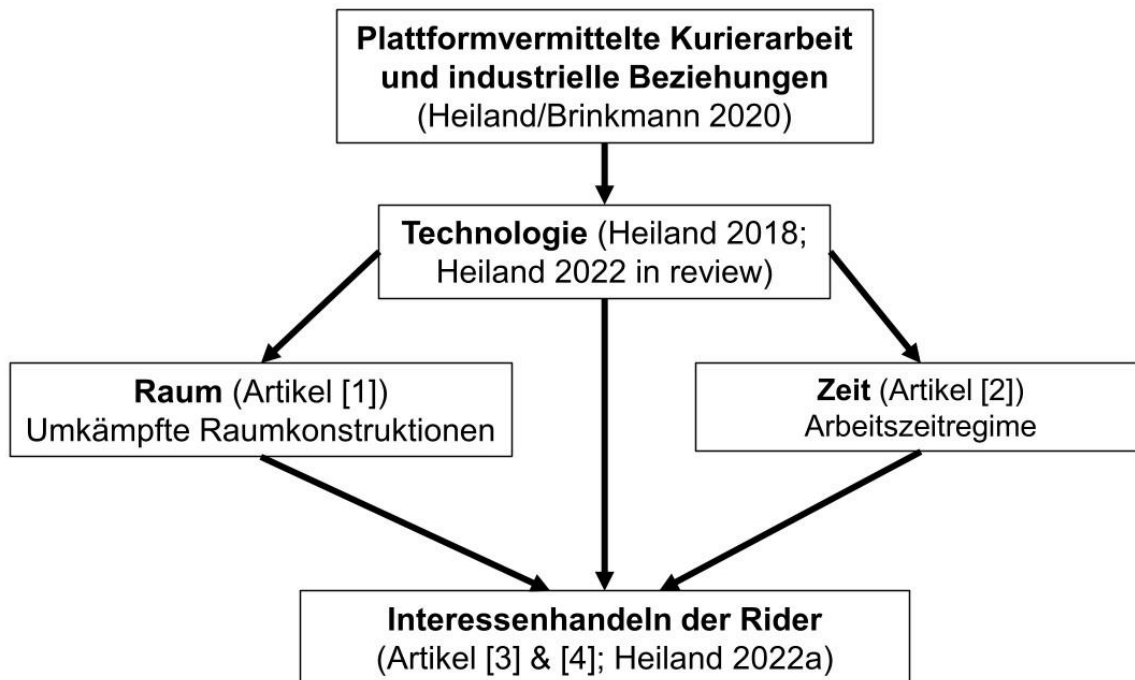 Plattformvermittelte Kurierarbeit
und industrielle Beziehungen
(Heiland/Brinkmann 2020)
Technologie (Heiland 2018;
Heiland 2022 in review)
Raum (Artikel [1])
Umkämpfte Raumkonstruktionen
Zeit (Artikel [2])
Arbeitszeitregime
Interessenhandeln der Rider
(Artikel [3] & [4]; Heiland 2022a)